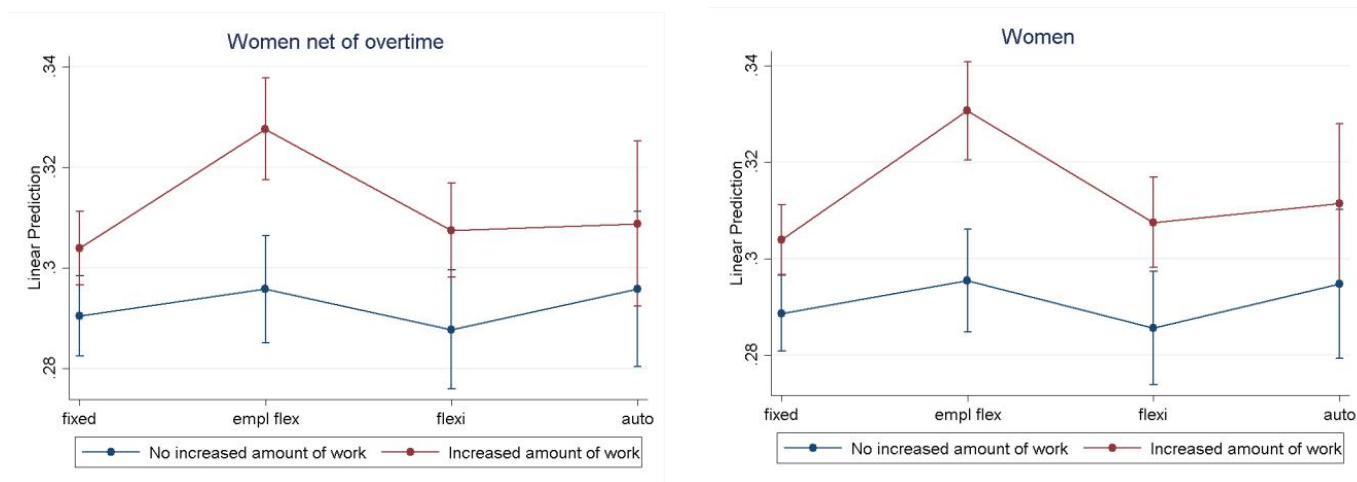 Women net of overtime
Linear Prediction
.34
.32
.3
.28
fixed empl flex flexi auto
No increased amount of work Increased amount of work
Women
Linear Prediction
.34
.32
.3
.28
fixed empl flex flexi auto
No increased amount of work Increased amount of work